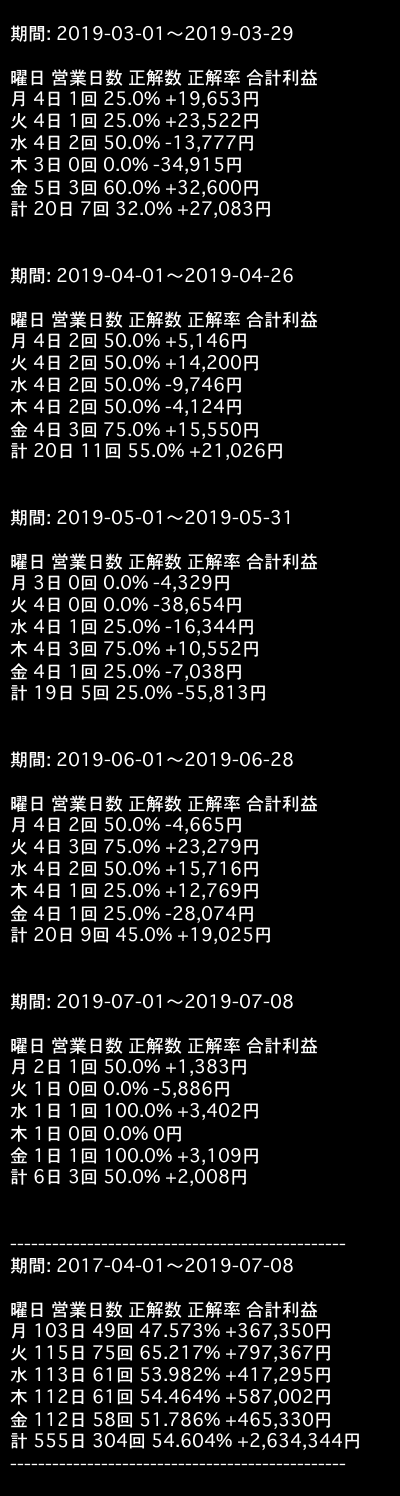 期間: 2019-03-01〜2019-03-29
曜日 営業日数 正解数 正解率 合計利益
月 4日 1回 25.0% +19,653円
火 4日 1回 25.0% +23,522円
水 4日 2回 50.0% -13,777円
木 3日 0回 0.0% -34,915円
金 5日 3回 60.0% +32,600円
計 20日 7回 32.0% +27,083円
期間: 2019-04-01〜2019-04-26
曜日 営業日数 正解数 正解率 合計利益
月 4日 2回 50.0% +5,146円
火 4日 2回 50.0% +14,200円
水 4日 2回 50.0% -9,746円
木 4日 2回 50.0% -4,124円
金 4日 3回 75.0% +15,550円
計 20日 11回 55.0% +21,026円
期間: 2019-05-01〜2019-05-31
曜日 営業日数 正解数 正解率 合計利益
月 3日 0回 0.0% -4,329円
火 4日 0回 0.0% -38,654円
水 4日 1回 25.0% -16,344円
木 4日 3回 75.0% +10,552円
金 4日 1回 25.0% -7,038円
計 19日 5回 25.0% -55,813円
期間: 2019-06-01〜2019-06-28
曜日 営業日数 正解数 正解率 合計利益
月 4日 2回 50.0% -4,665円
火 4日 3回 75.0% +23,279円
水 4日 2回 50.0% +15,716円
木 4日 1回 25.0% +12,769円
金 4日 1回 25.0% -28,074円
計 20日 9回 45.0% +19,025円
期間: 2019-07-01〜2019-07-08
曜日 営業日数 正解数 正解率 合計利益
月 2日 1回 50.0% +1,383円
火 1日 0回 0.0% -5,886円
水 1日 1回 100.0% +3,402円
木 1日 0回 0.0% 0円
金 1日 1回 100.0% +3,109円
計 6日 3回 50.0% +2,008円
------------------------------------------------
期間: 2017-04-01〜2019-07-08
曜日 営業日数 正解数 正解率 合計利益
月 103日 49回 47.573% +367,350円
火 115日 75回 65.217% +797,367円
水 113日 61回 53.982% +417,295円
木 112日 61回 54.464% +587,002円
金 112日 58回 51.786% +465,330円
計 555日 304回 54.604% +2,634,344円
------------------------------------------------